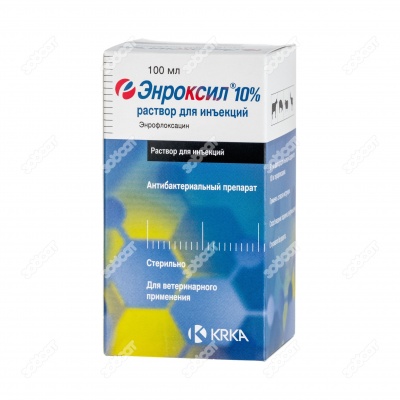 100 мл
Энроксил® 10%
раствор для инъекций
Энрофлоксацин
Раствор для инъекций
Антибактериальный препарат
Стерильно
Для ветеринарного
применения
KRKA